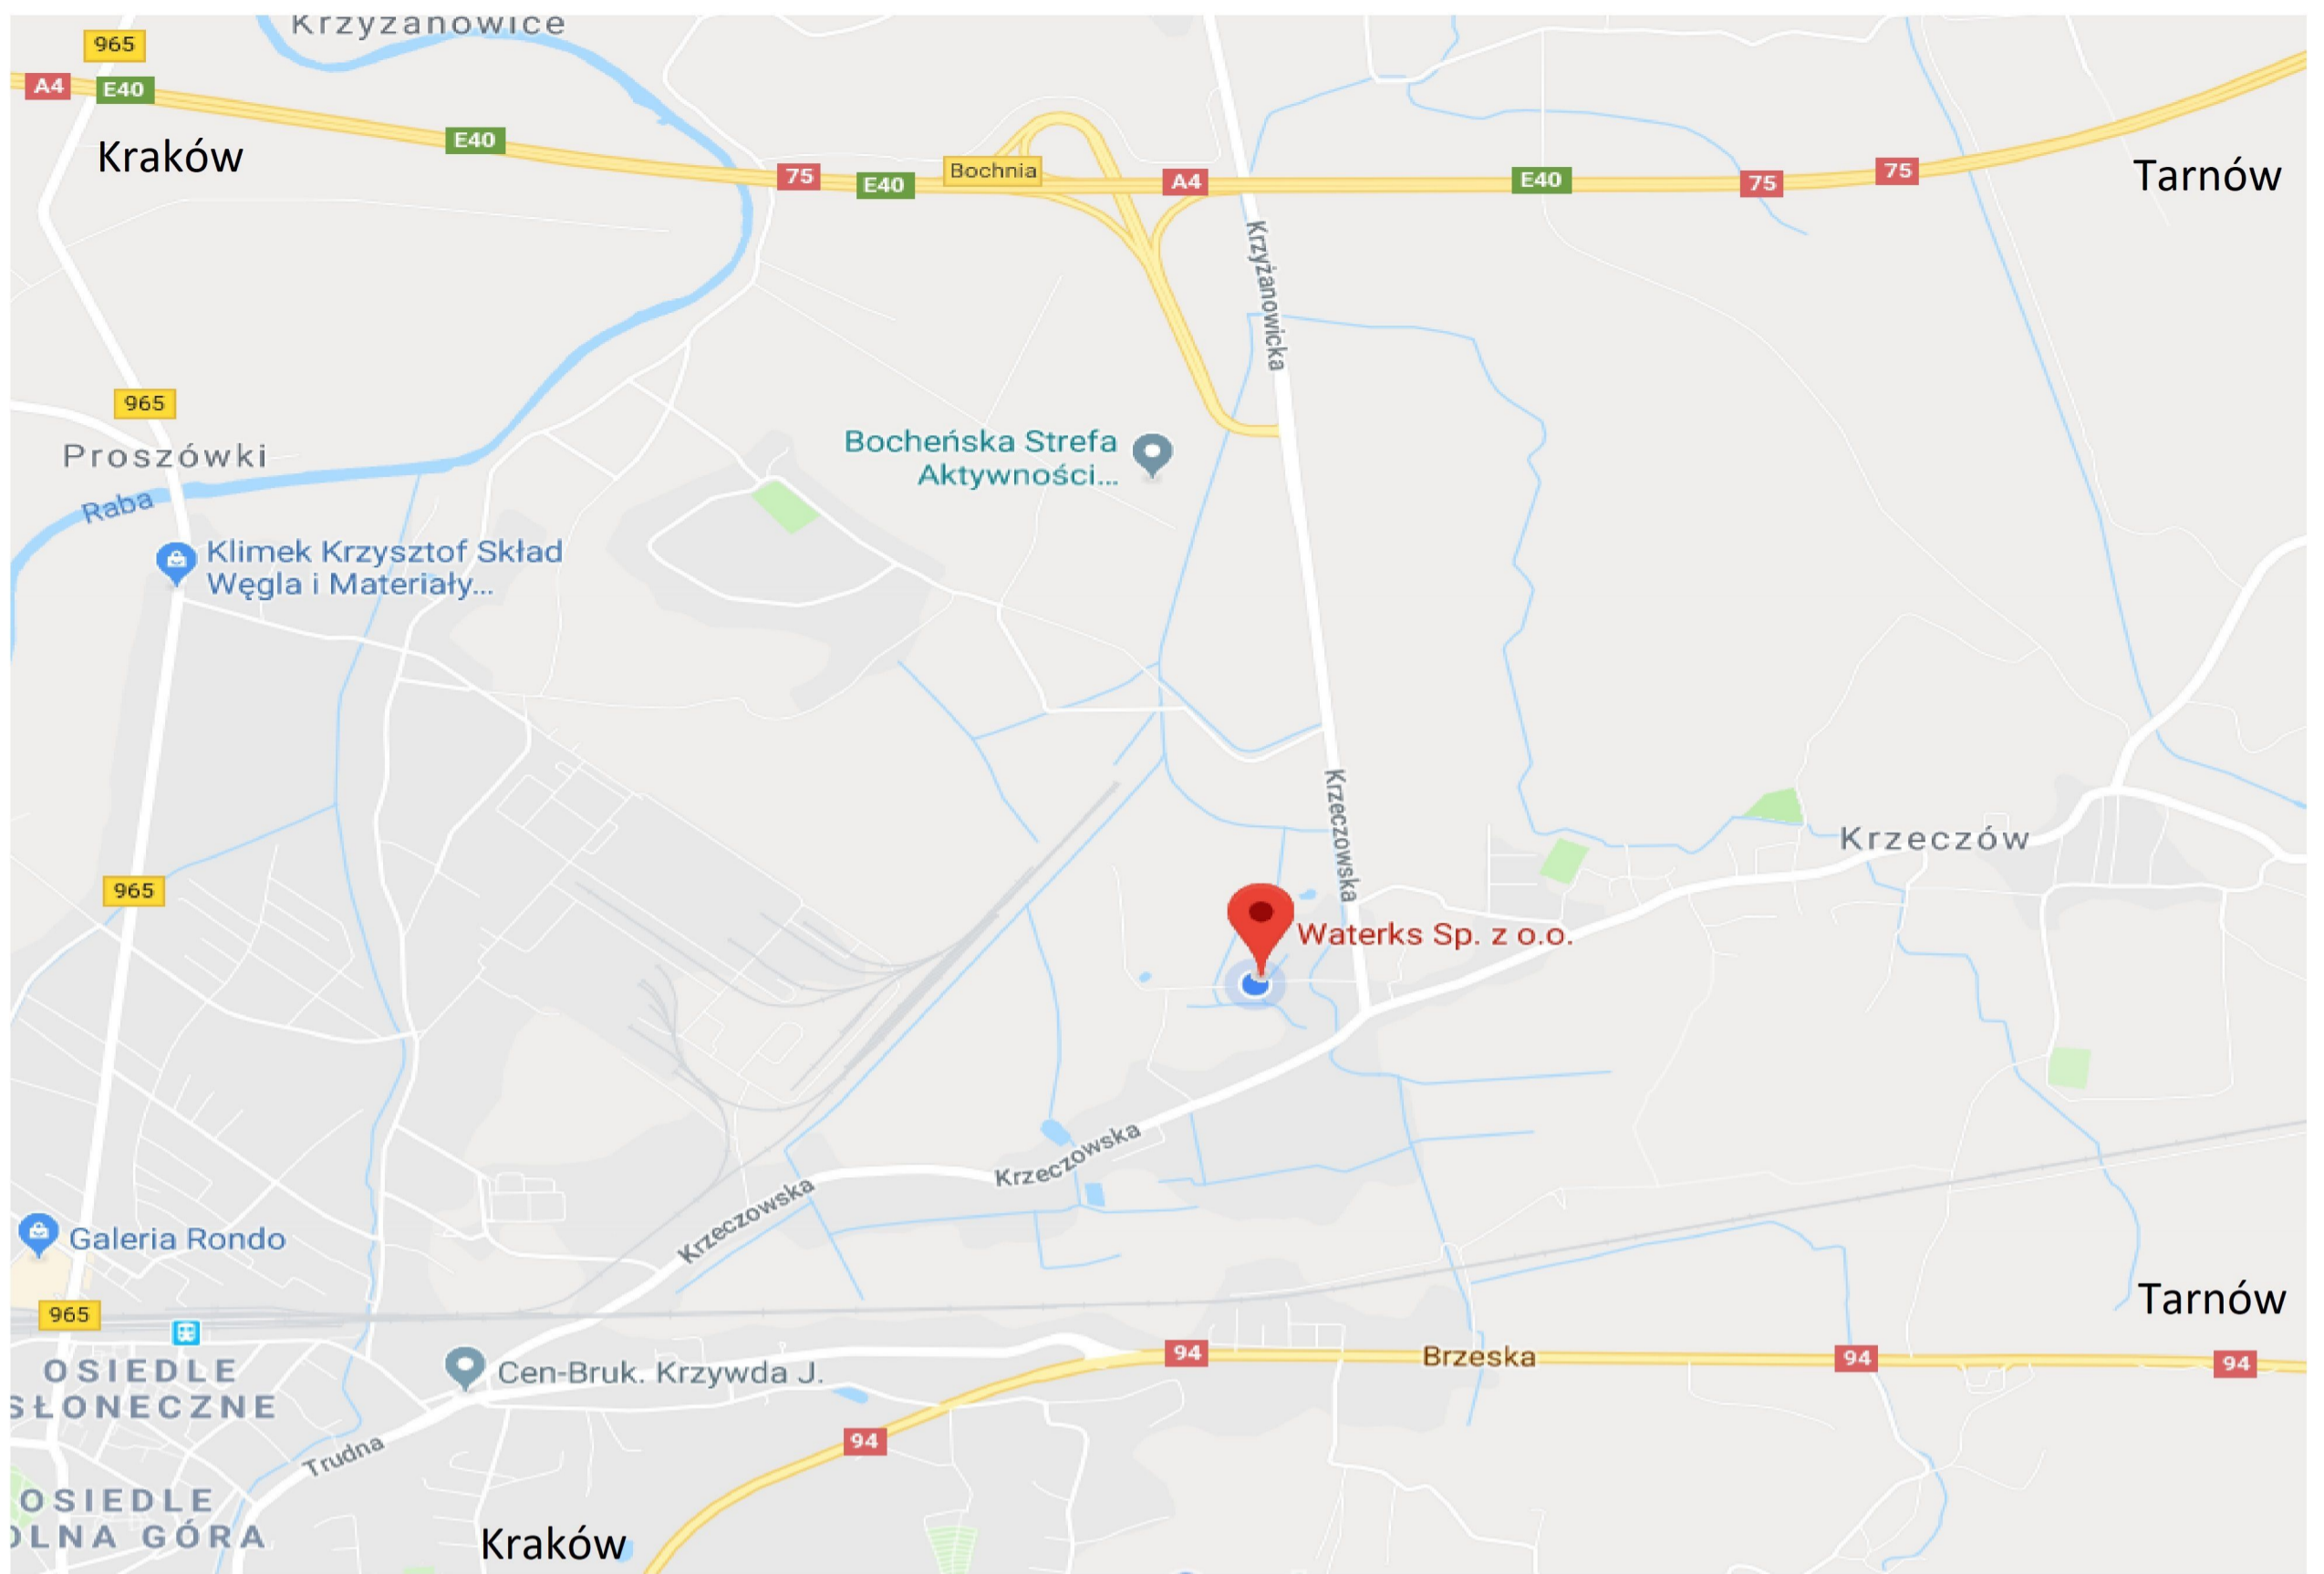 Krzyżanowice
965
A4
E40
E40
Kraków
75
E40
Bochnia
A4
E40
75
75
Tarnów
Krzyżanowicka
965
Proszówki
Raba
Bocheńska Strefa
Aktywności...
Klimek Krzysztof Skład
Węgla i Materiały...
Krzeczowska
Krzeczów
965
Waterks Sp. z o.o.
Krzeczowska
Krzeczowska
Galeria Rondo
965
Tarnów
OSIEDLE
SŁONECZNE
Cen-Bruk. Krzywda J.
94
Brzeska
94
94
94
Trudna
OSIEDLE
OLNA GÓRA
Kraków